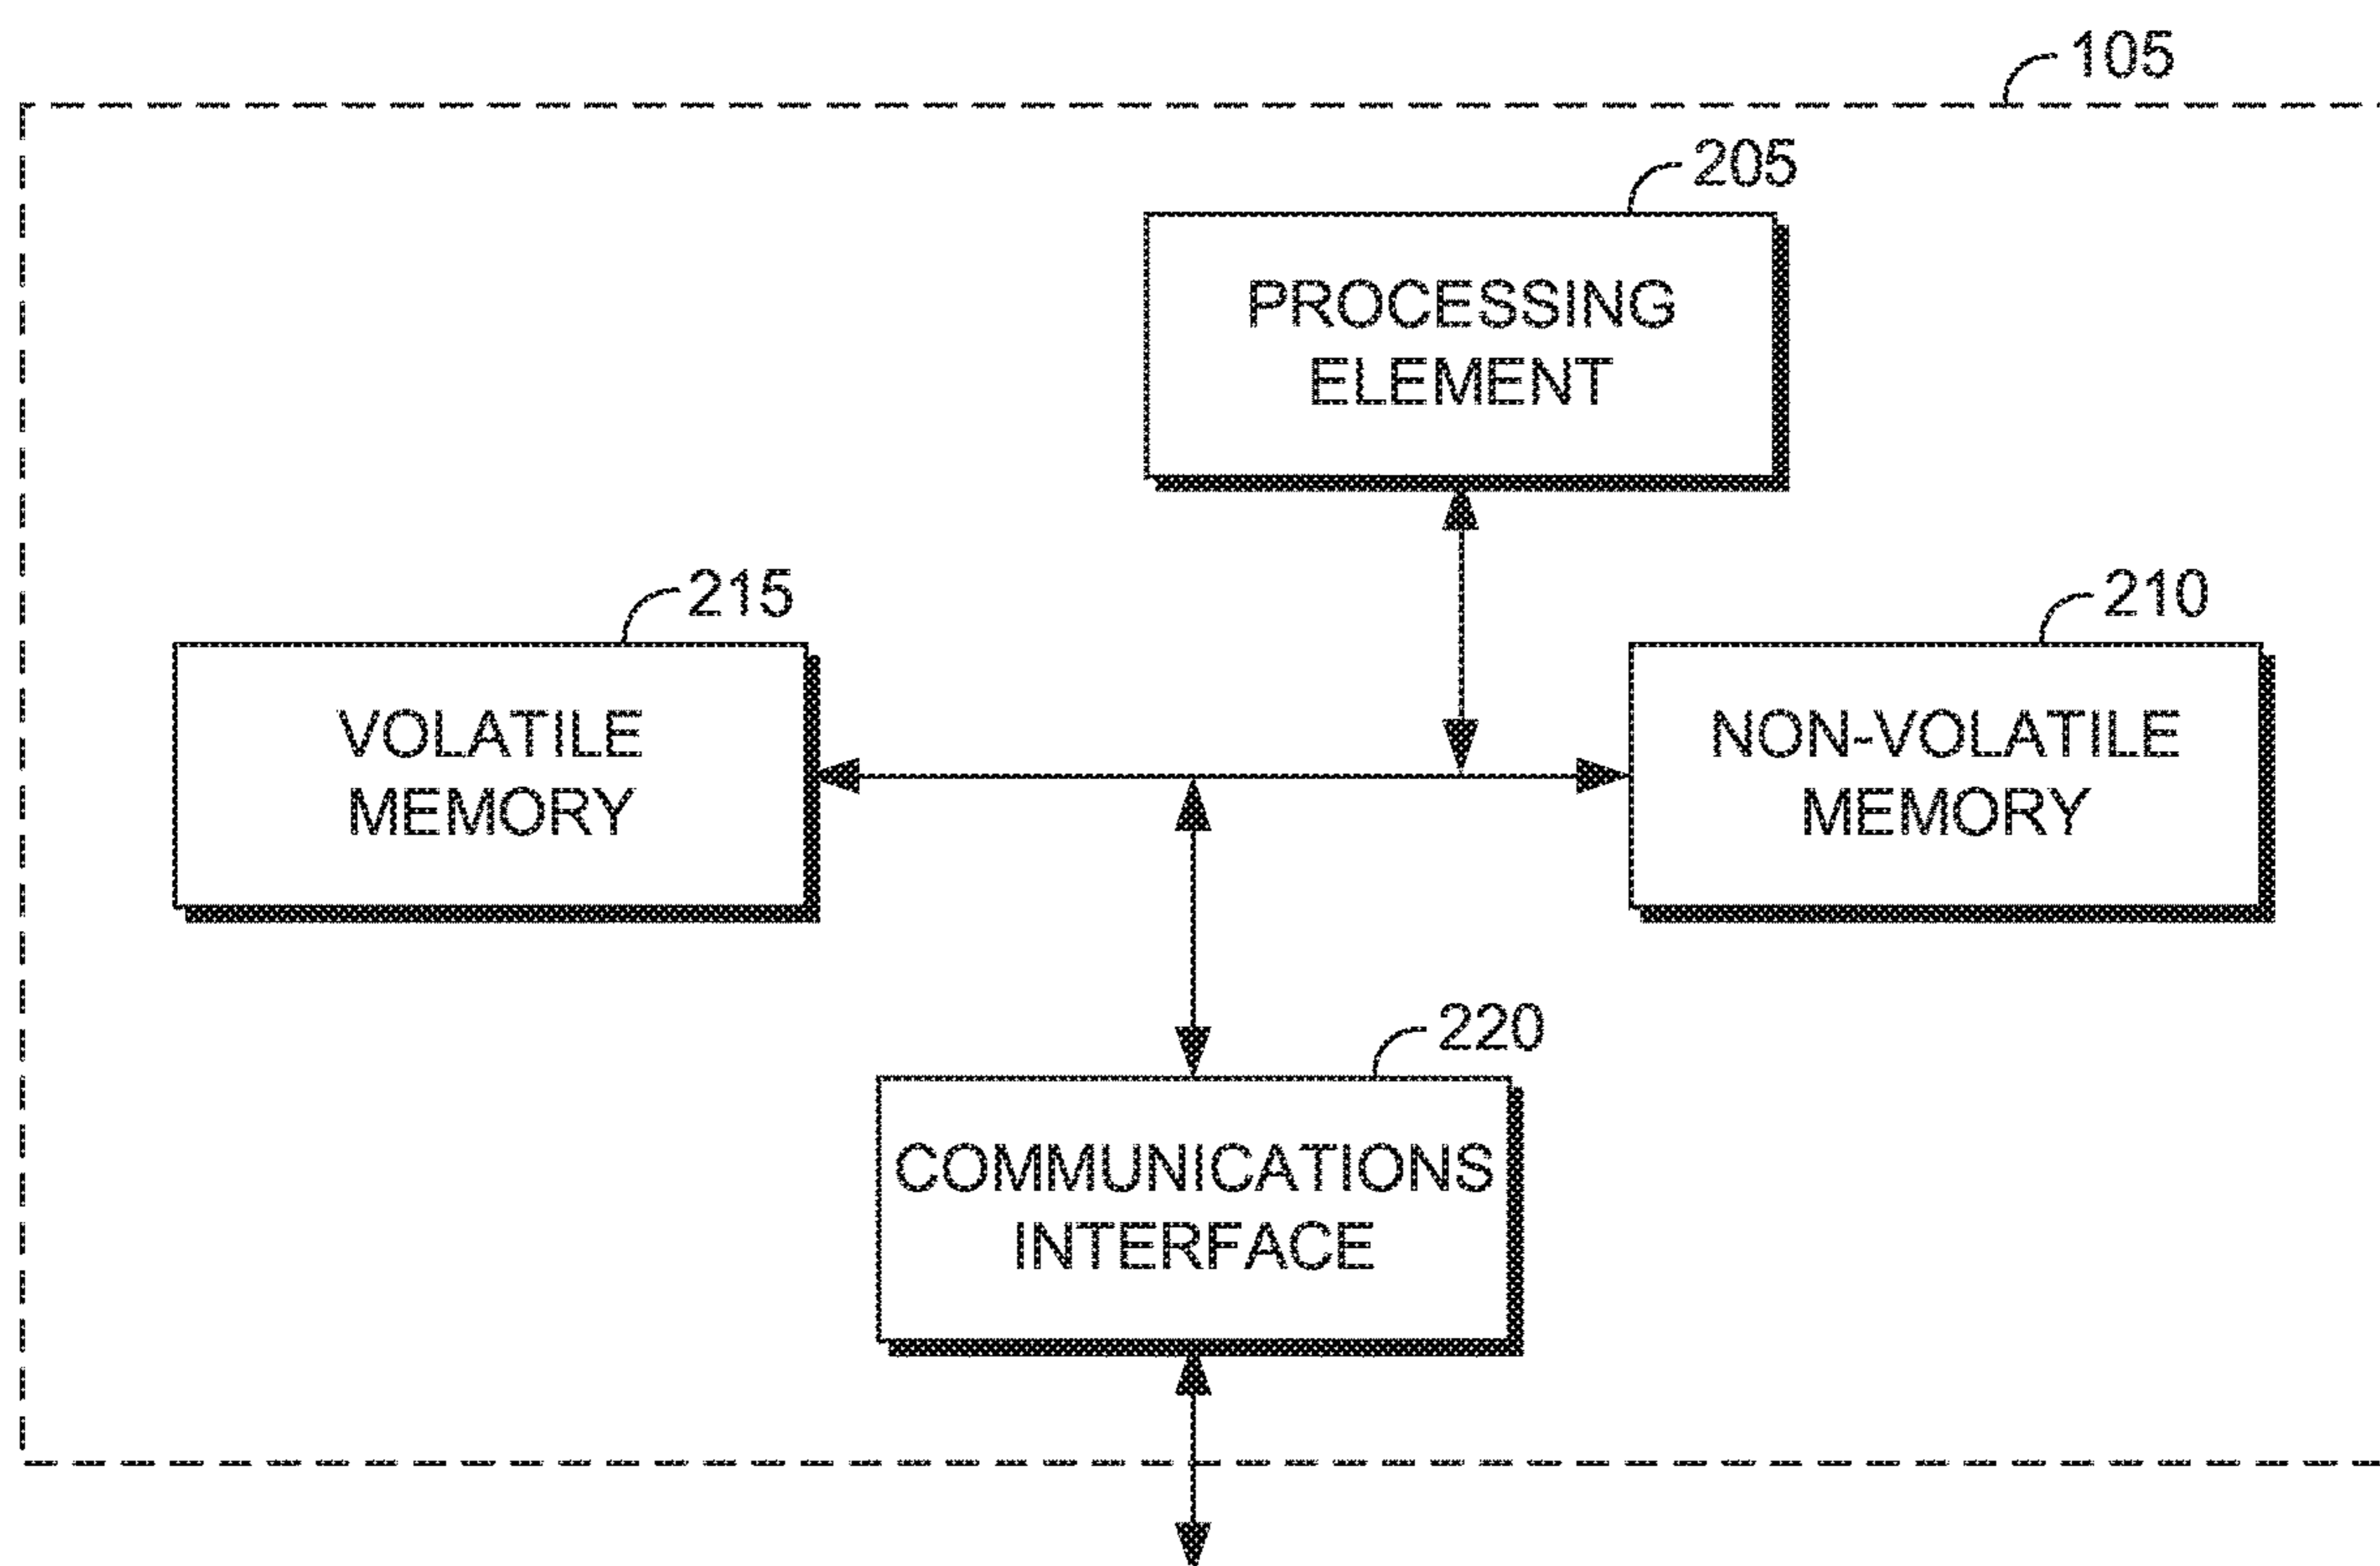 105
205
PROCESSING
ELEMENT
215
210
VOLATILE
MEMORY
NON-VOLATILE
MEMORY
220
COMMUNICATIONS
INTERFACE